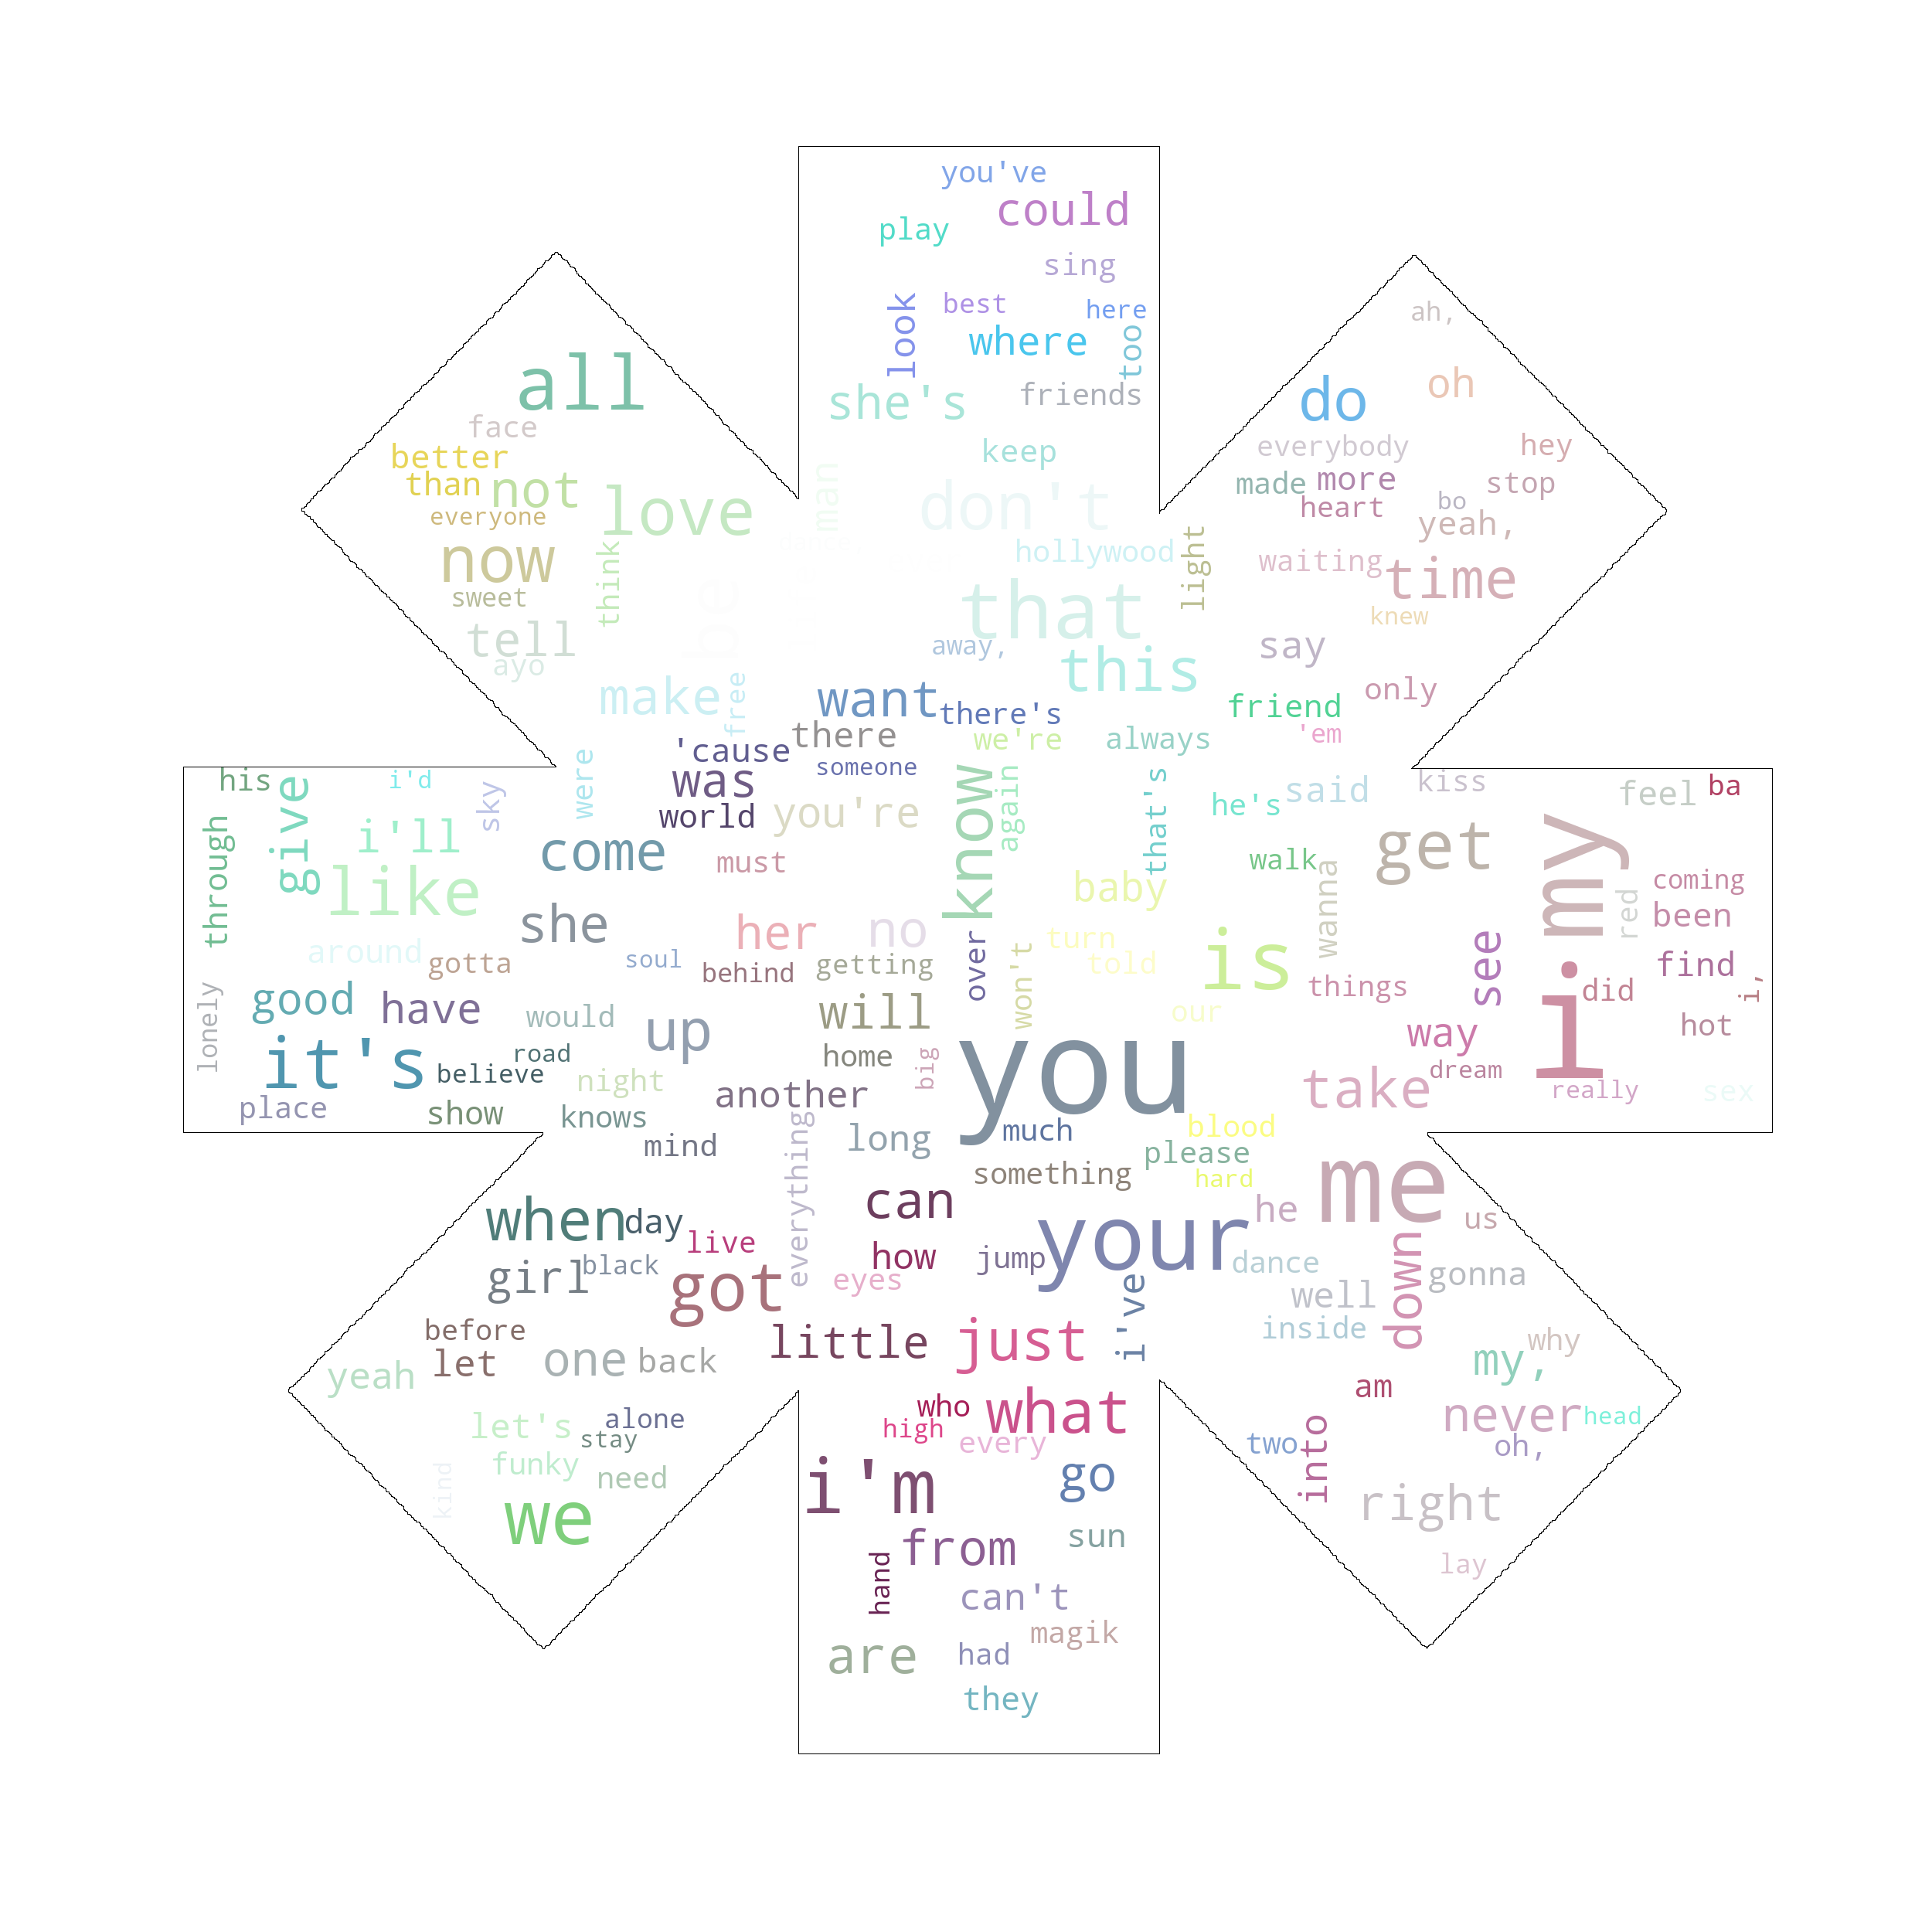 you've
could
play
sing
look
best
here
where
too
she's
friends
keep
man
don't
hollywood
light
that
away,
this
all
face
better
than
not
everyone
love
now
think
sweet
tell
ayo
make
free
be
ah,
do
oh
everybody
hey
made
more
stop
bo
heart
yeah,
waiting
time
knew
say
only
friend
'em
want
there's
there
we're
always
'cause
someone
were
was
world
you're
come
must
know
again
that's
he's
said
walk
baby
wanna
kiss
get
feel
ba
my
red
coming
been
find
i,
did
hot
i
see
way
dream
really
sex
take
things
his
i'd
sky
through
give
i'll
like
she
around
gotta
soul
her
behind
no
getting
over
won't
turn
told
is
our
lonely
good
have
would
up
will
home
big
it's
road
believe
night
another
place
show
knows
mind
long
you
much
blood
please
something
hard
everything
when
day
live
girl
black
got
can
how
jump
eyes
your
he
me
us
dance
down
gonna
well
inside
i've
before
let
one
back
little
just
yeah
let's
alone
stay
funky
need
kind
we
who
what
high
every
i'm
go
from
sun
hand
can't
magik
are
had
they
why
my,
am
never
head
two
into
oh,
right
lay